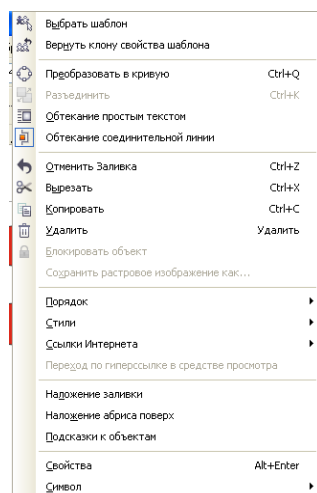 Выбрать шаблон
Вернуть клону свойства шаблона
Преобразовать в кривую Ctrl+Q
Разъединить Ctrl+K
Обтекание простым текстом
Обтекание соединительной линии
Отменить Заливка Ctrl+Z
Вырезать Ctrl+X
Копировать Ctrl+C
Удалить Удалить
Блокировать объект
Сохранить растровое изображение как...
Порядок
Стили
Ссылки Интернета
Переход по гиперссылке в средстве просмотра
Наложение заливки
Наложение абриса поверх
Подсказки к объектам
Свойства Alt+Enter
Символ